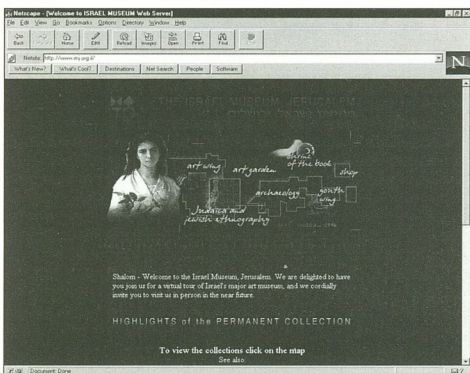 Netscape - [Welcome to ISRAEL MUSEUM Web Server]
File Edit View Go Bookmarks Options Directory Window Help
Back Home Edit Reload Images Open Print Find
Netsite: http://www.imj.org.il/
What's New? What's Cool? Destinations Net Search People Software
THE ISRAEL MUSEUM, JERUSALEM
art wing
art garden
shrine of the book
shop
archaeology
youth wing
Judaica and jewish ethnography
Shalom - Welcome to the Israel Museum, Jerusalem. We are delighted to have
you join us for a virtual tour of Israel's major art museum, and we cordially
invite you to visit us in person in the near future.
HIGHLIGHTS of the PERMANENT COLLECTION
To view the collections click on the map
See also:
Document: Done